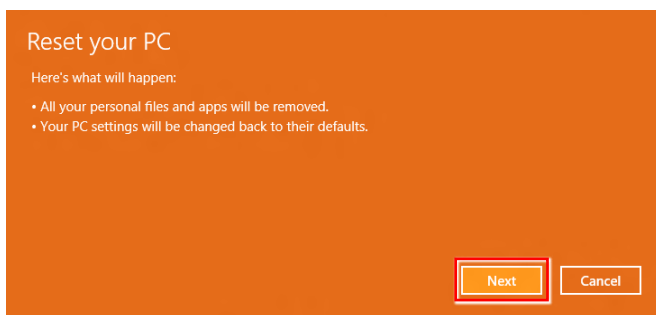 Reset your PC
Here's what will happen:
• All your personal files and apps will be removed.
• Your PC settings will be changed back to their defaults.
Next Cancel